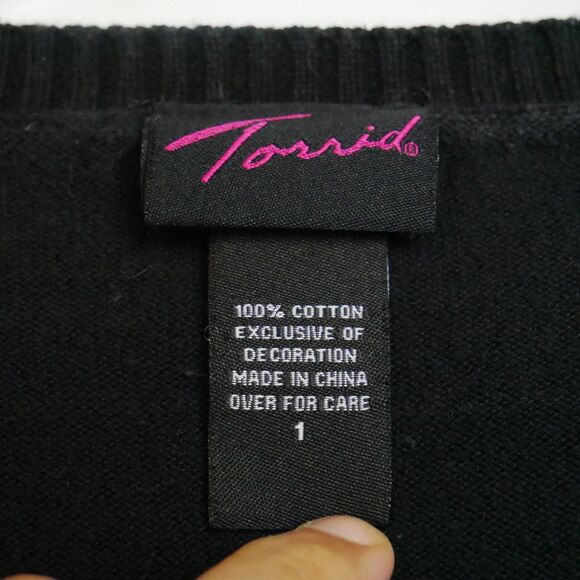 Torrid®
100% COTTON
EXCLUSIVE OF
DECORATION
MADE IN CHINA
OVER FOR CARE
1